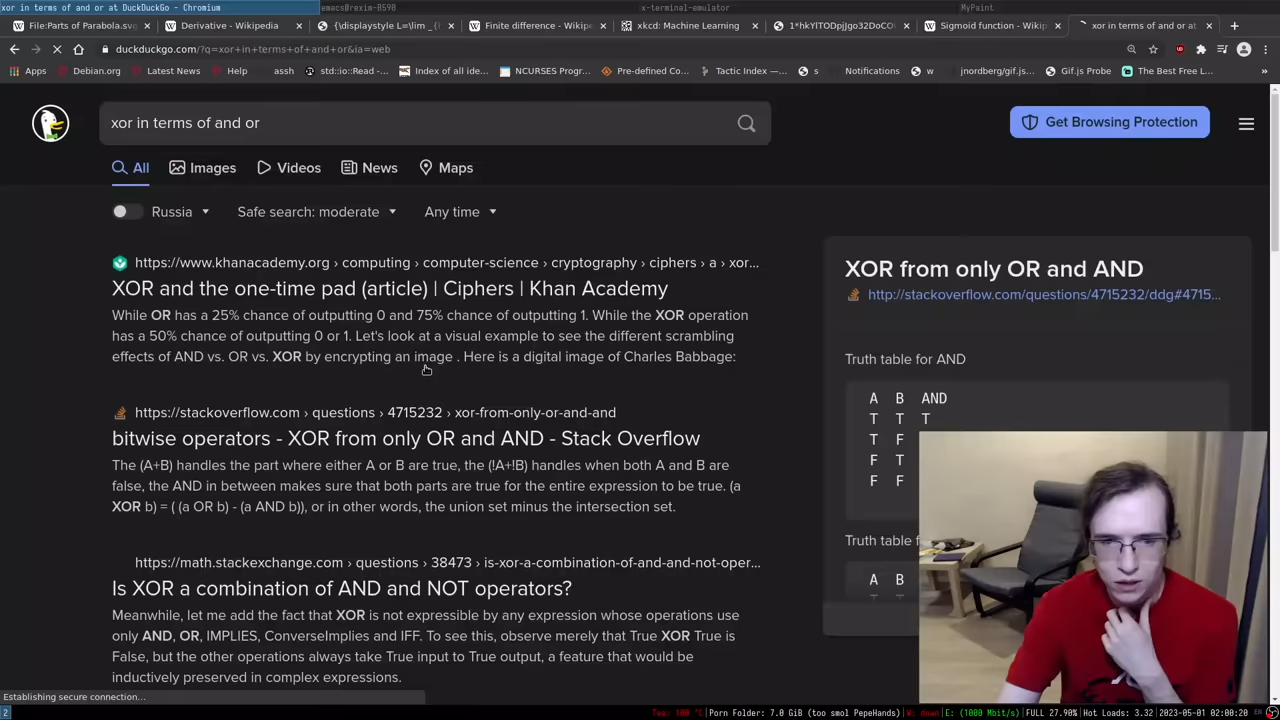 xor in terms of and or at DuckDuckGo - Chromium
emacs@rexim-B590
x-terminal-emulator
MyPaint
File:Parts of Parabola.svg
Derivative - Wikipedia
{\displaystyle L=\lim _{
Finite difference - Wikip
xkcd: Machine Learning
1*hkYlTODpjJgo32DoCO
Sigmoid function - Wikip
xor in terms of and or at
duckduckgo.com/?q=xor+in+terms+of+and+or&ia=web
Apps
Debian.org
Latest News
Help
assh
std::io::Read -...
Index of all ide...
NCURSES Progr...
Pre-defined Co...
Tactic Index —...
s
Notifications
w
jnordberg/gif.js...
Gif.js Probe
The Best Free L...
»
xor in terms of and or
Get Browsing Protection
All
Images
Videos
News
Maps
Russia
Safe search: moderate
Any time
https://www.khanacademy.org › computing › computer-science › cryptography › ciphers › a › xor...
XOR and the one-time pad (article) | Ciphers | Khan Academy
While OR has a 25% chance of outputting 0 and 75% chance of outputting 1. While the XOR operation
has a 50% chance of outputting 0 or 1. Let's look at a visual example to see the different scrambling
effects of AND vs. OR vs. XOR by encrypting an image . Here is a digital image of Charles Babbage:
https://stackoverflow.com › questions › 4715232 › xor-from-only-or-and-and
bitwise operators - XOR from only OR and AND - Stack Overflow
The (A+B) handles the part where either A or B are true, the (!A+!B) handles when both A and B are
false, the AND in between makes sure that both parts are true for the entire expression to be true. (a
XOR b) = ( (a OR b) - (a AND b)), or in other words, the union set minus the intersection set.
https://math.stackexchange.com › questions › 38473 › is-xor-a-combination-of-and-and-not-oper...
Is XOR a combination of AND and NOT operators?
Meanwhile, let me add the fact that XOR is not expressible by any expression whose operations use
only AND, OR, IMPLIES, ConverseImplies and IFF. To see this, observe merely that True XOR True is
False, but the other operations always take True input to True output, a feature that would be
inductively preserved in complex expressions.
XOR from only OR and AND
http://stackoverflow.com/questions/4715232/ddg#4715...
Truth table for AND
A B AND
T T T
T F
F T
F F
Truth table f
A B
T T
Establishing secure connection...
2
Tea: 100 °C
Porn Folder: 7.0 GiB (too smol PepeHands)
W: down
E: (1000 Mbit/s)
FULL 27.90%
Hot Loads: 3.32
2023-05-01 02:00:20
EN